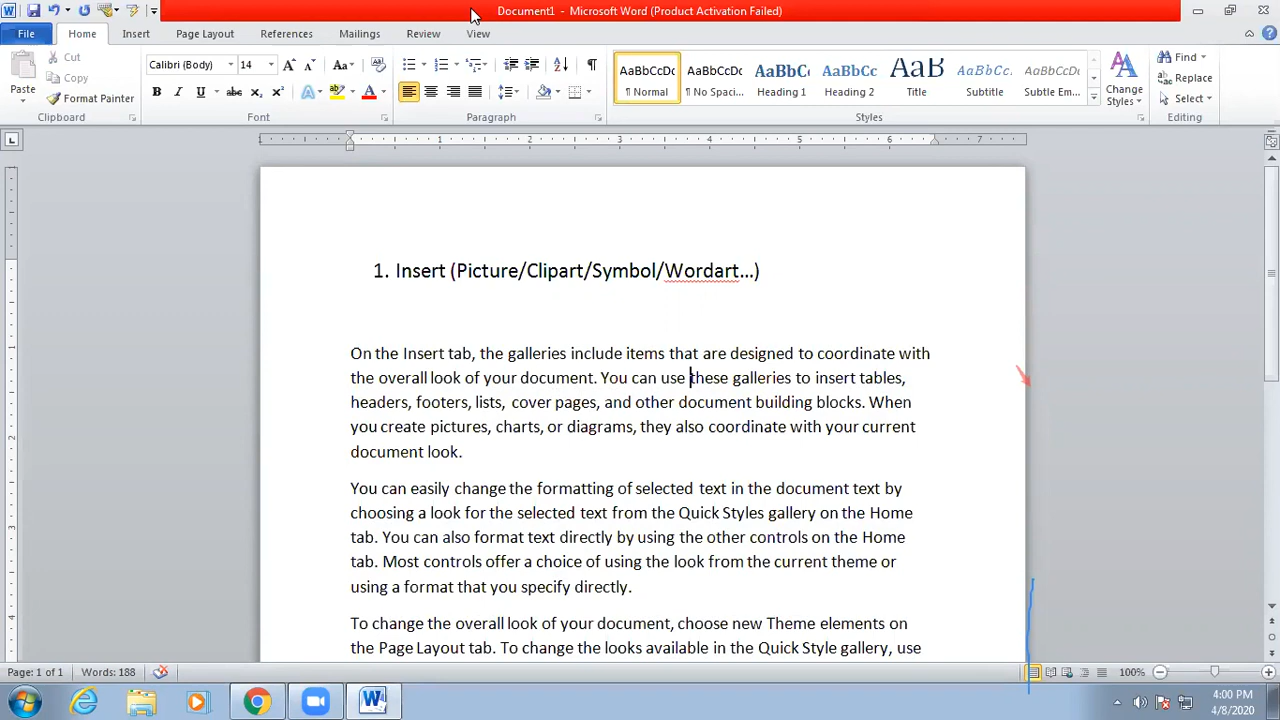 Document1 - Microsoft Word (Product Activation Failed)
File Home Insert Page Layout References Mailings Review View
Cut
Copy
Format Painter
Paste
Clipboard
Calibri (Body) 14
Font
Paragraph
AaBbCcDc AaBbCcDc AaBbCc AaBbCc AaB AaBbCc. AaBbCcDc
¶ Normal ¶ No Spaci... Heading 1 Heading 2 Title Subtitle Subtle Em...
Change Styles
Styles
Find
Replace
Select
Editing
1 2 3 4 5 6 7
1. Insert (Picture/Clipart/Symbol/Wordart...)
On the Insert tab, the galleries include items that are designed to coordinate with
the overall look of your document. You can use these galleries to insert tables,
headers, footers, lists, cover pages, and other document building blocks. When
you create pictures, charts, or diagrams, they also coordinate with your current
document look.
You can easily change the formatting of selected text in the document text by
choosing a look for the selected text from the Quick Styles gallery on the Home
tab. You can also format text directly by using the other controls on the Home
tab. Most controls offer a choice of using the look from the current theme or
using a format that you specify directly.
To change the overall look of your document, choose new Theme elements on
the Page Layout tab. To change the looks available in the Quick Style gallery, use
Page: 1 of 1 Words: 188 100%
4:00 PM
4/8/2020